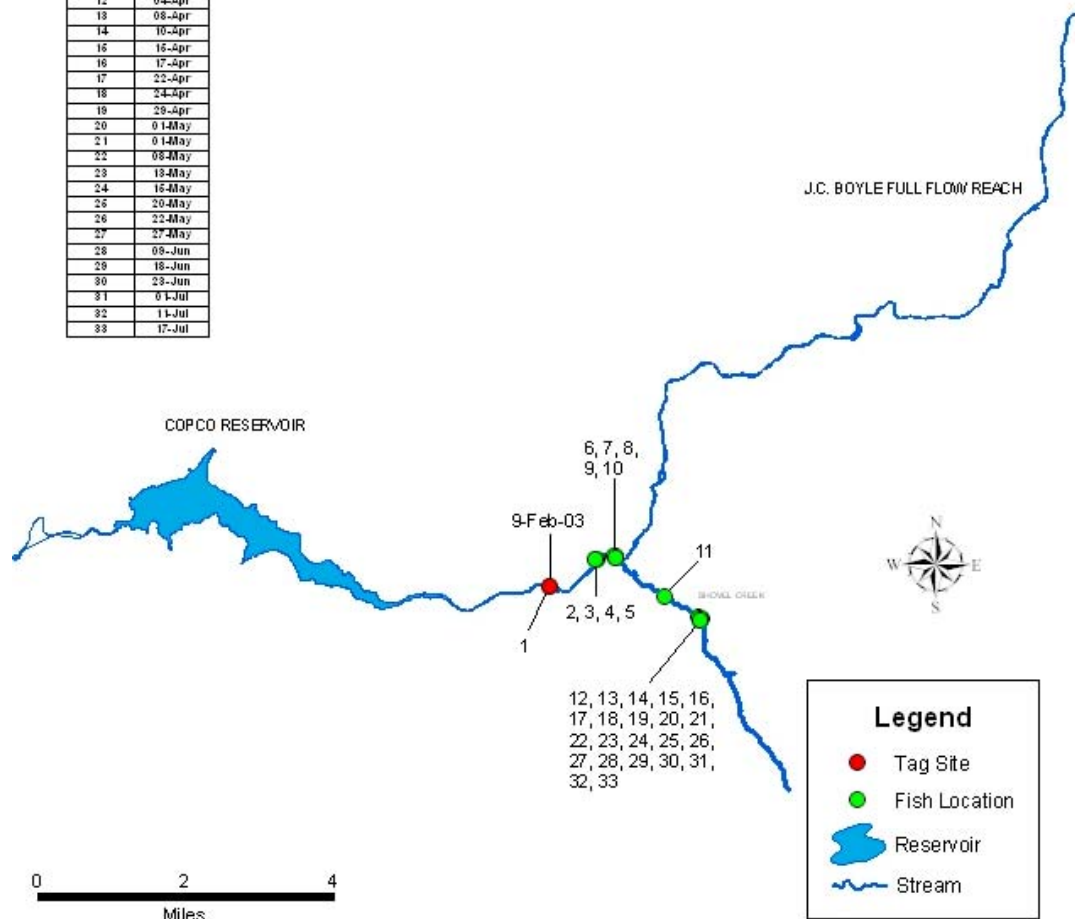 13 08-Apr
14 10-Apr
15 15-Apr
16 17-Apr
17 22-Apr
18 24-Apr
19 29-Apr
20 01-May
21 01-May
22 08-May
23 13-May
24 15-May
25 20-May
26 22-May
27 27-May
28 09-Jun
29 18-Jun
30 23-Jun
31 01-Jul
32 11-Jul
33 17-Jul
J.C. BOYLE FULL FLOW REACH
COPCO RESERVOIR
6, 7, 8,
9, 10
9-Feb-03
11
SHOVEL CREEK
2, 3, 4, 5
1
N
W
E
S
12, 13, 14, 15, 16,
17, 18, 19, 20, 21,
22, 23, 24, 25, 26,
27, 28, 29, 30, 31,
32, 33
Legend
Tag Site
Fish Location
Reservoir
Stream
0 2 4
Miles